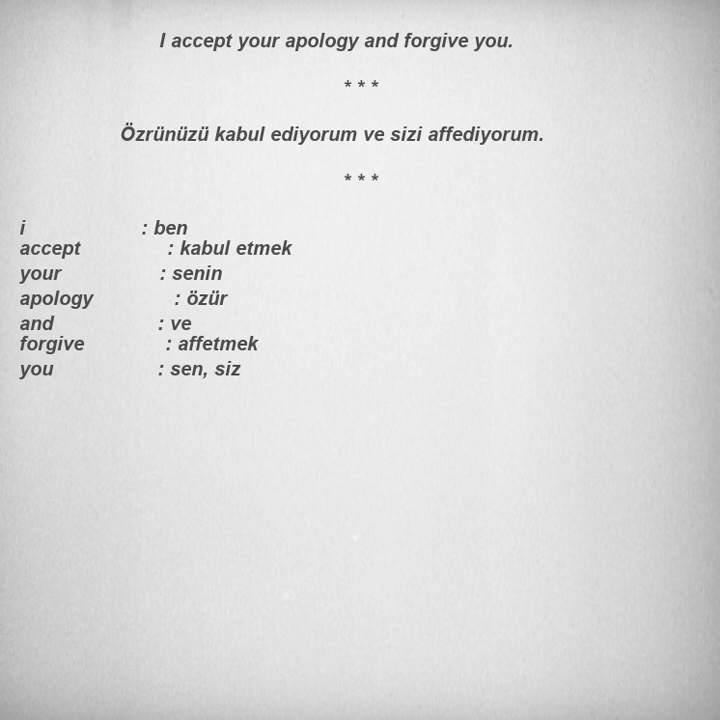 I accept your apology and forgive you.
* * *
Özrünüzü kabul ediyorum ve sizi affediyorum.
* * *
i : ben
accept : kabul etmek
your : senin
apology : özür
and : ve
forgive : affetmek
you : sen, siz